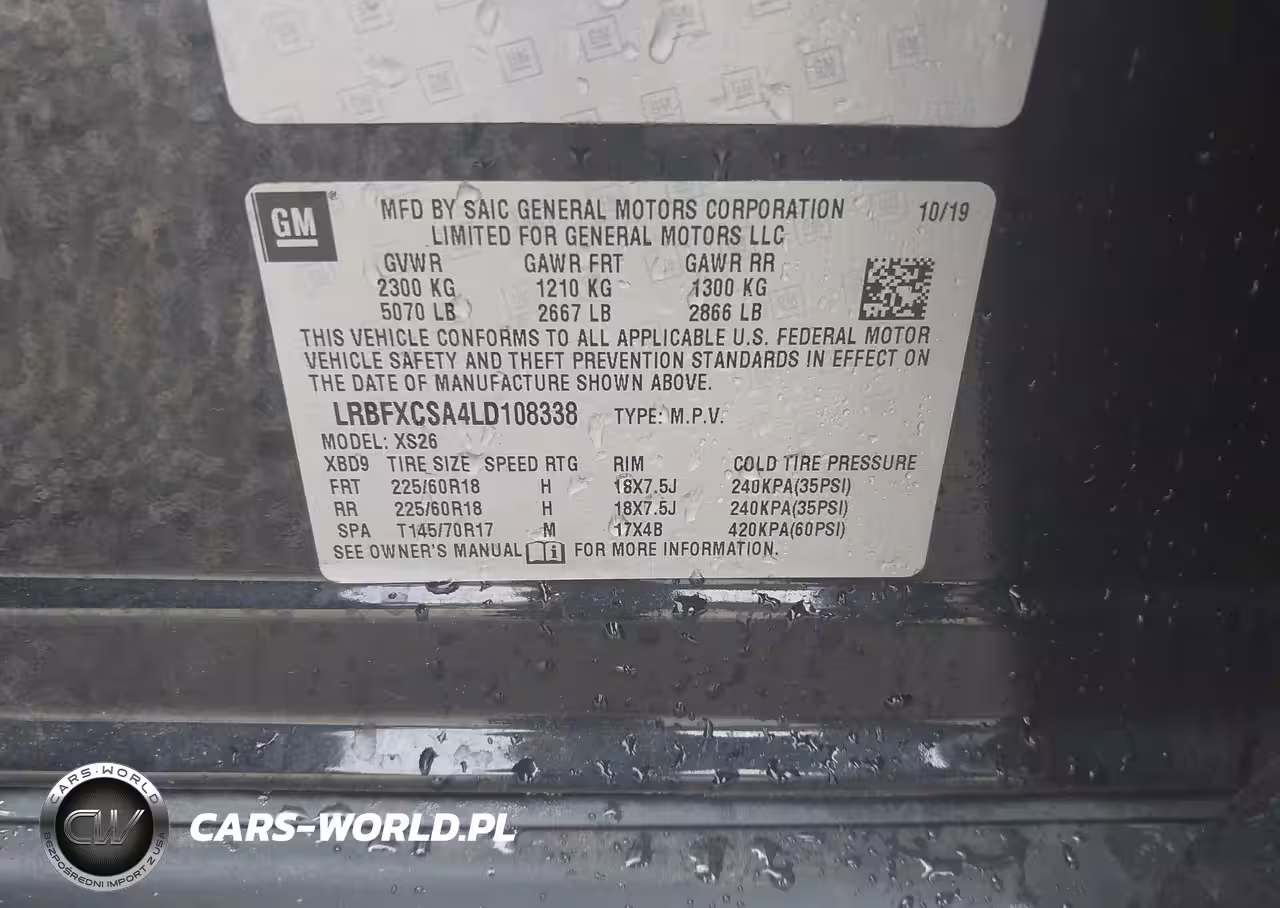 GM
MFD BY SAIC GENERAL MOTORS CORPORATION 10/19
LIMITED FOR GENERAL MOTORS LLC
GVWR GAWR FRT GAWR RR
2300 KG 1210 KG 1300 KG
5070 LB 2667 LB 2866 LB
THIS VEHICLE CONFORMS TO ALL APPLICABLE U.S. FEDERAL MOTOR
VEHICLE SAFETY AND THEFT PREVENTION STANDARDS IN EFFECT ON
THE DATE OF MANUFACTURE SHOWN ABOVE.
LRBFXCSA4LD108338 TYPE: M.P.V.
MODEL: XS26
XBD9 TIRE SIZE SPEED RTG RIM COLD TIRE PRESSURE
FRT 225/60R18 H 18X7.5J 240KPA(35PSI)
RR 225/60R18 H 18X7.5J 240KPA(35PSI)
SPA T145/70R17 M 17X4B 420KPA(60PSI)
SEE OWNER'S MANUAL i FOR MORE INFORMATION.
CARS-WORLD
CW
BEZPOŚREDNI IMPORT Z USA
CARS-WORLD.PL